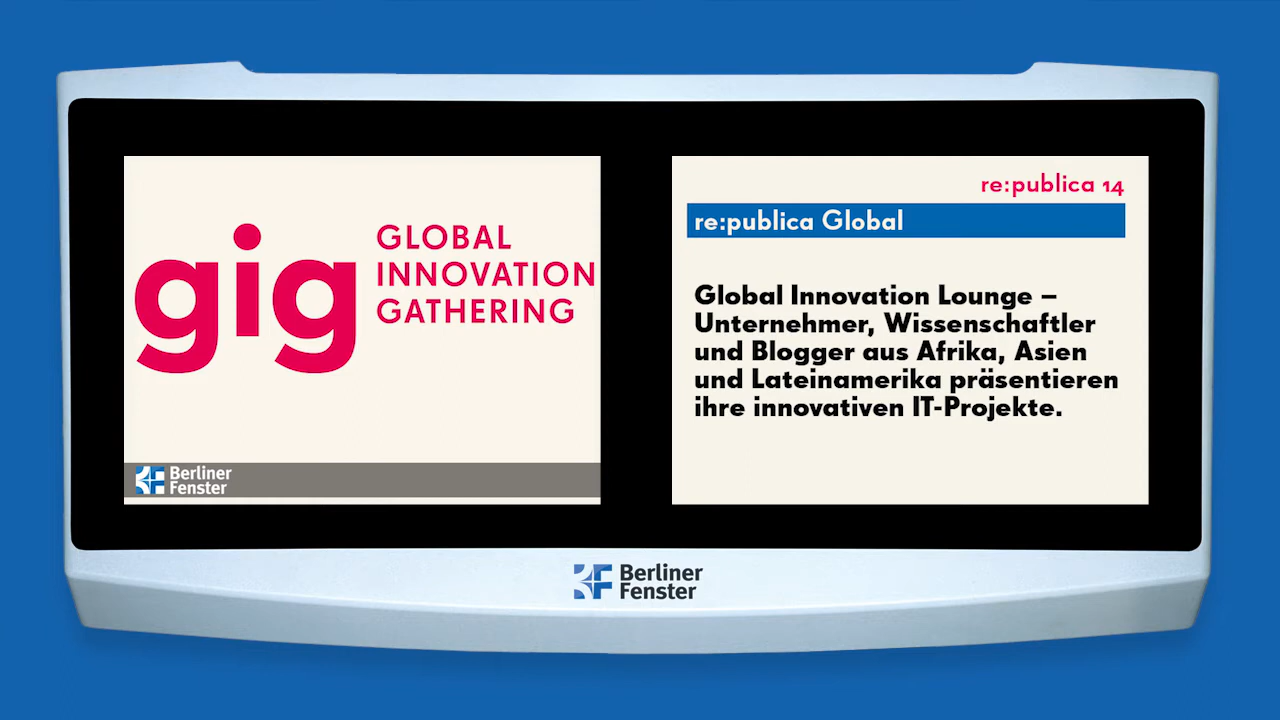 gig
GLOBAL
INNOVATION
GATHERING
Berliner
Fenster
re:publica 14
re:publica Global
Global Innovation Lounge –
Unternehmer, Wissenschaftler
und Blogger aus Afrika, Asien
und Lateinamerika präsentieren
ihre innovativen IT-Projekte.
Berliner
Fenster